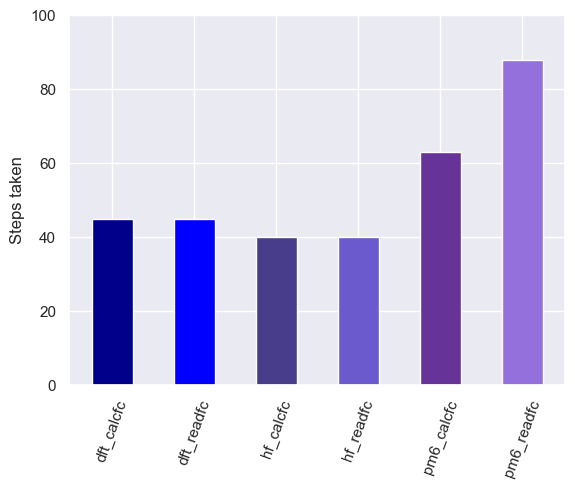 100
80
60
40
20
0
Steps taken
dft_calcfc
dft_readfc
hf_calcfc
hf_readfc
pm6_calcfc
pm6_readfc